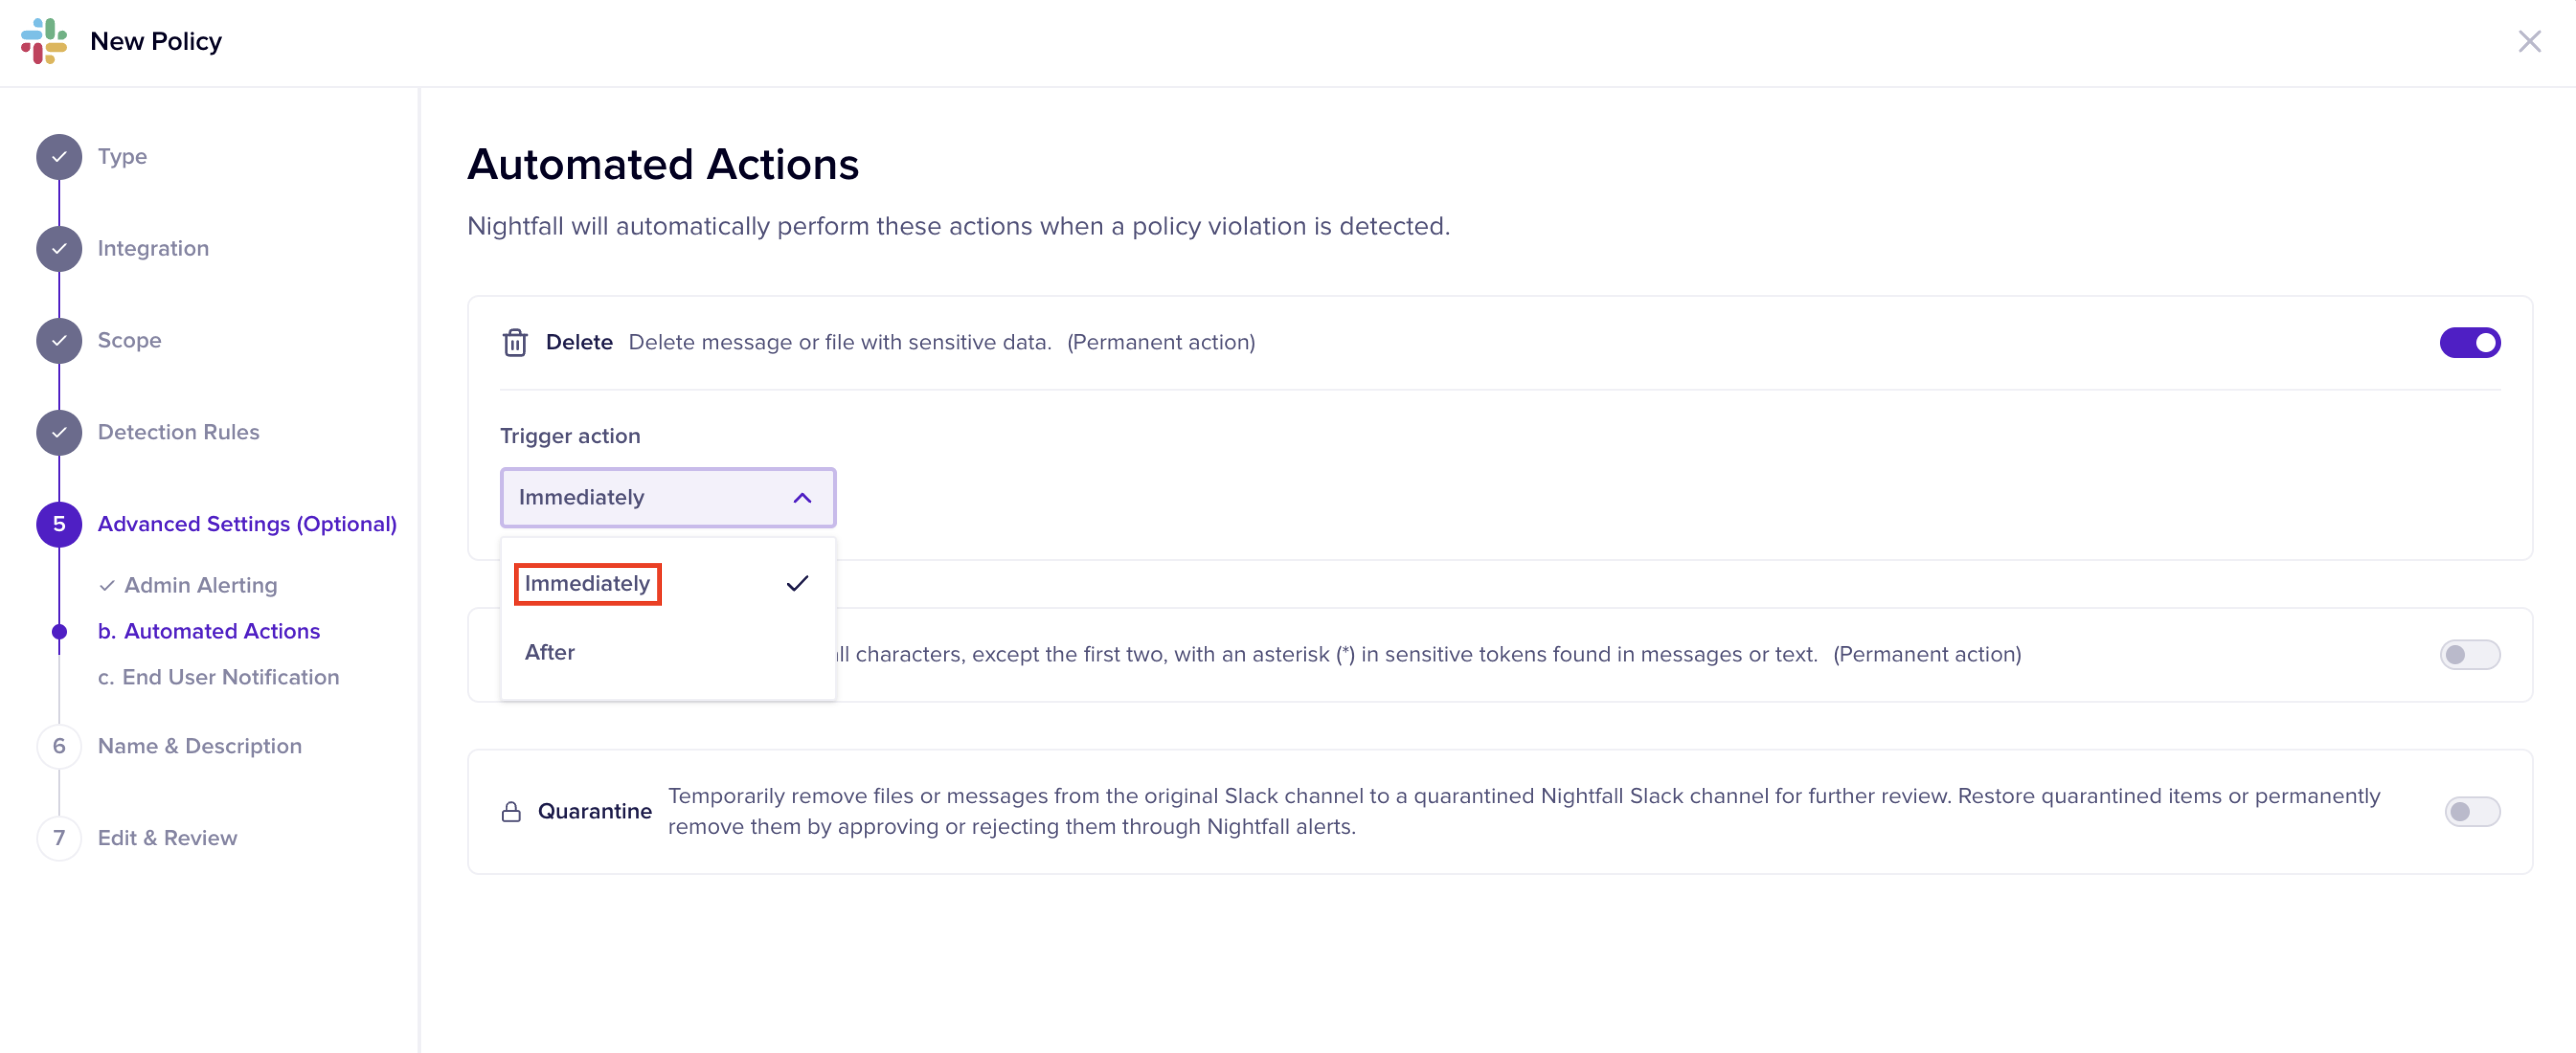 New Policy
Type
Integration
Scope
Detection Rules
5 Advanced Settings (Optional)
Admin Alerting
b. Automated Actions
c. End User Notification
6 Name & Description
7 Edit & Review
Automated Actions
Nightfall will automatically perform these actions when a policy violation is detected.
Delete Delete message or file with sensitive data. (Permanent action)
Trigger action
Immediately
Immediately
After
characters, except the first two, with an asterisk (*) in sensitive tokens found in messages or text. (Permanent action)
Quarantine Temporarily remove files or messages from the original Slack channel to a quarantined Nightfall Slack channel for further review. Restore quarantined items or permanently
remove them by approving or rejecting them through Nightfall alerts.